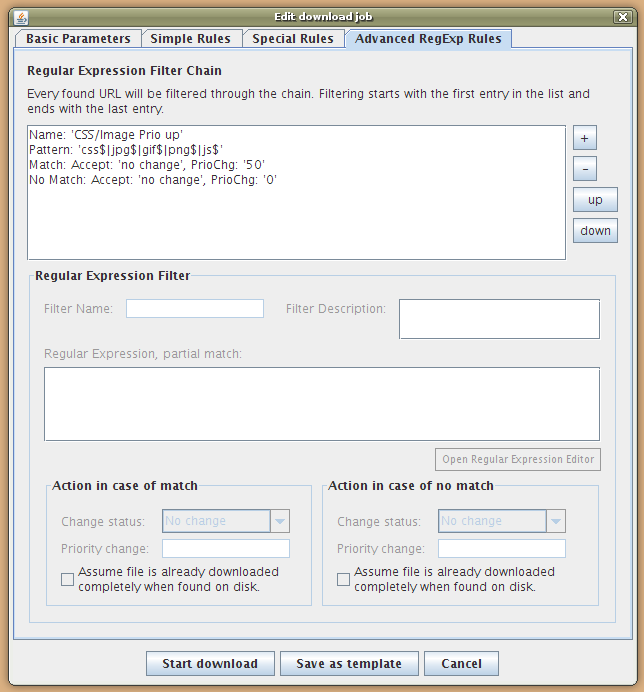 Edit download job
Basic Parameters
Simple Rules
Special Rules
Advanced RegExp Rules
Regular Expression Filter Chain
Every found URL will be filtered through the chain. Filtering starts with the first entry in the list and
ends with the last entry.
Name: 'CSS/Image Prio up'
Pattern: 'css$|jpg$|gif$|png$|js$'
Match: Accept: 'no change', PrioChg: '50'
No Match: Accept: 'no change', PrioChg: '0'
+
-
up
down
Regular Expression Filter
Filter Name:
Filter Description:
Regular Expression, partial match:
Open Regular Expression Editor
Action in case of match
Change status:
No change
Priority change:
Assume file is already downloaded
completely when found on disk.
Action in case of no match
Change status:
No change
Priority change:
Assume file is already downloaded
completely when found on disk.
Start download
Save as template
Cancel